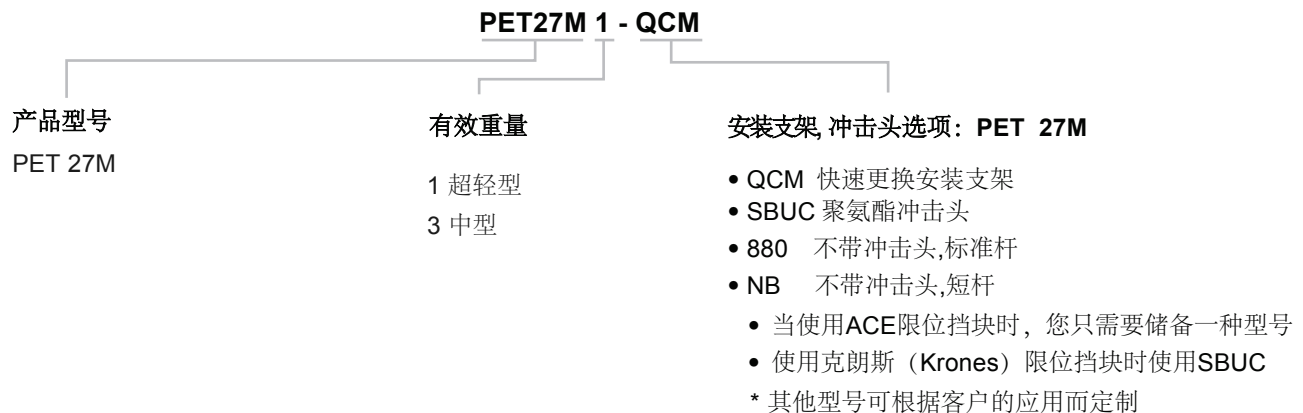 PET27M 1 - QCM
产品型号
PET 27M
有效重量
1 超轻型
3 中型
安装支架, 冲击头选项：PET 27M
• QCM 快速更换安装支架
• SBUC 聚氨酯冲击头
• 880 不带冲击头,标准杆
• NB 不带冲击头,短杆
• 当使用ACE限位挡块时，您只需要储备一种型号
• 使用克朗斯（Krones）限位挡块时使用SBUC
* 其他型号可根据客户的应用而定制